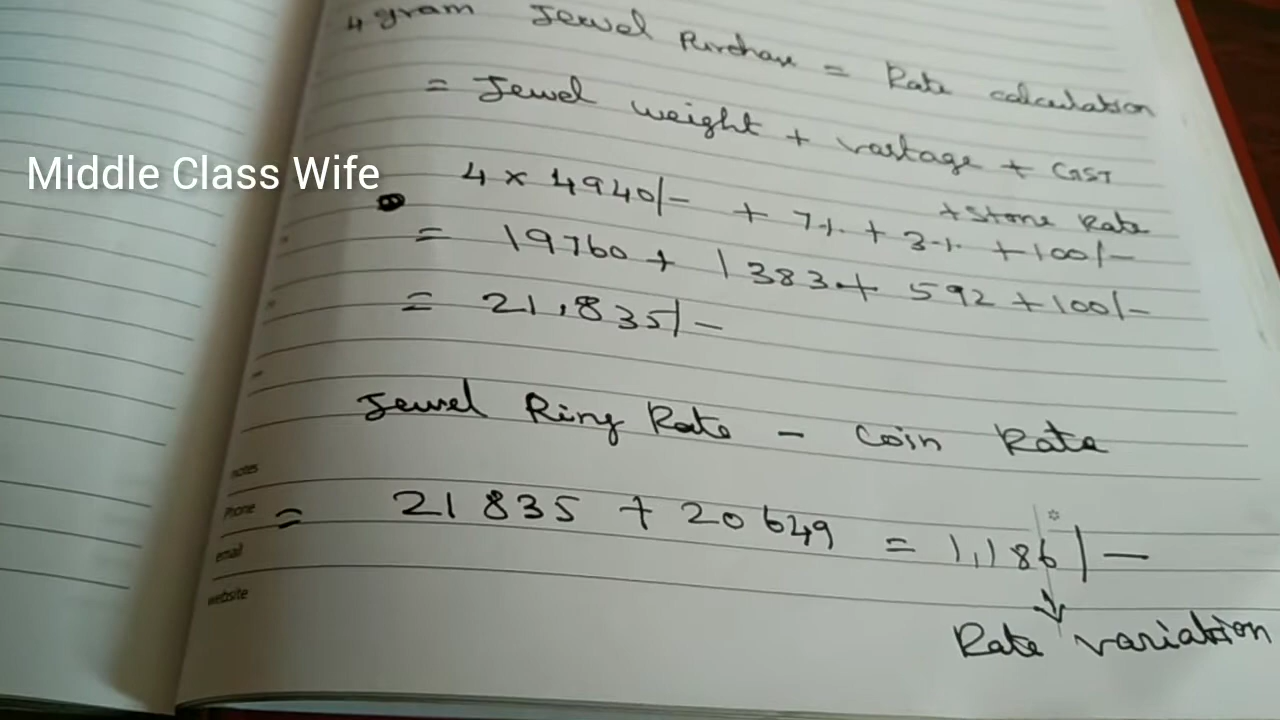 4 gram Jewel Purchase = Rate calculation
= Jewel weight + vastage + GST
+ Stone Rate
Middle Class Wife
4 x 4940/- + 7% + 3% + 100/-
= 19760 + 1383 + 592 + 100/-
= 21,835/-
Jewel Ring Rate - Coin Rate
= 21835 + 20649 = 1,186/-
Rate variation
notes
Phone
email
website